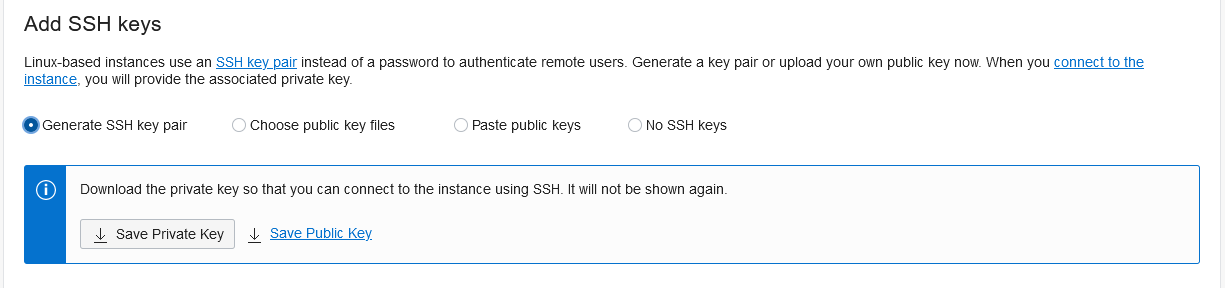 Add SSH keys
Linux-based instances use an SSH key pair instead of a password to authenticate remote users. Generate a key pair or upload your own public key now. When you connect to the
instance, you will provide the associated private key.
Generate SSH key pair Choose public key files Paste public keys No SSH keys
Download the private key so that you can connect to the instance using SSH. It will not be shown again.
Save Private Key Save Public Key